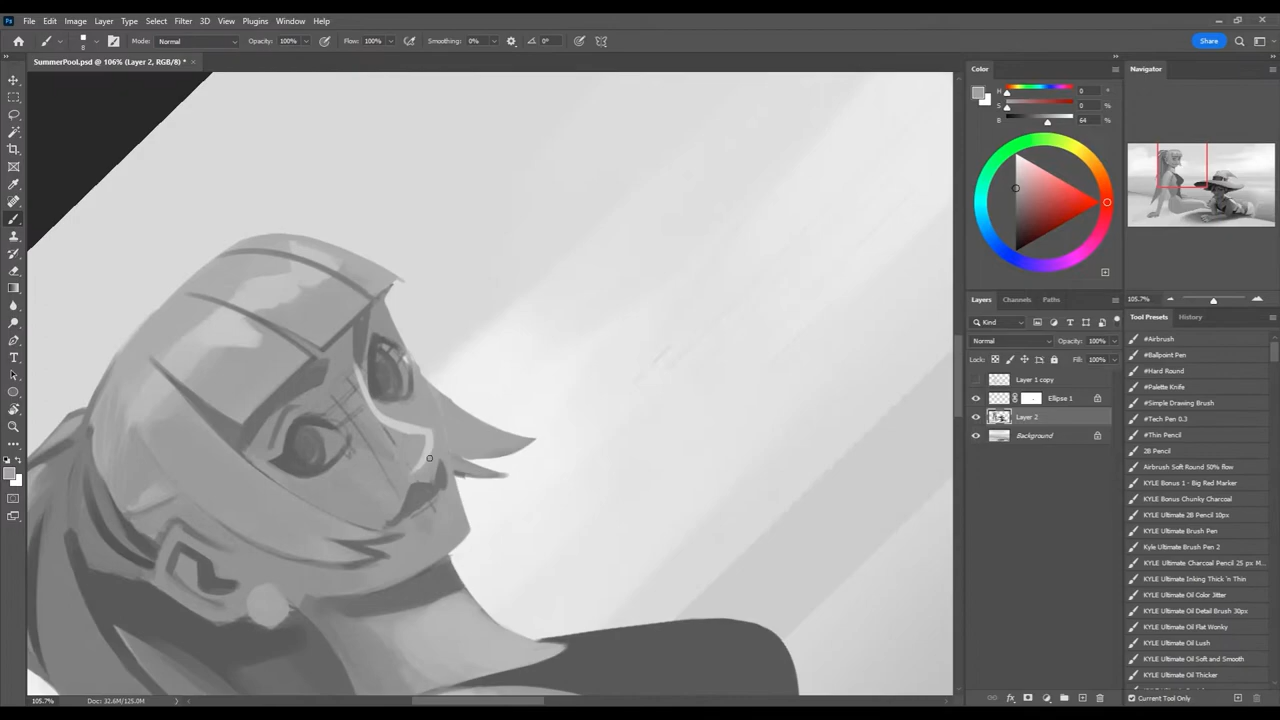 File Edit Image Layer Type Select Filter 3D View Plugins Window Help
8 Mode: Normal Opacity: 100% Flow: 100% Smoothing: 0% 0° Share
SummerPool.psd @ 106% (Layer 2, RGB/8) * ×
Color
H 0 °
S 0 %
B 64 %
Navigator
105.7%
Layers Channels Paths
Kind
Normal Opacity: 100%
Lock: Fill: 100%
Layer 1 copy
Ellipse 1
Layer 2
Background
fx
Tool Presets History
#Airbrush
#Ballpoint Pen
#Hard Round
#Palette Knife
#Simple Drawing Brush
#Tech Pen 0.3
#Thin Pencil
2B Pencil
Airbrush Soft Round 50% flow
KYLE Bonus 1 - Big Red Marker
KYLE Bonus Chunky Charcoal
KYLE Ultimate 2B Pencil 10px
KYLE Ultimate Brush Pen
Kyle Ultimate Brush Pen 2
KYLE Ultimate Charcoal Pencil 25 px M...
KYLE Ultimate Inking Thick 'n Thin
KYLE Ultimate Oil Color Jitter
KYLE Ultimate Oil Detail Brush 30px
KYLE Ultimate Oil Flat Wonky
KYLE Ultimate Oil Lush
KYLE Ultimate Oil Soft and Smooth
KYLE Ultimate Oil Thicker
Current Tool Only
105.7% Doc: 32.6M/125.0M